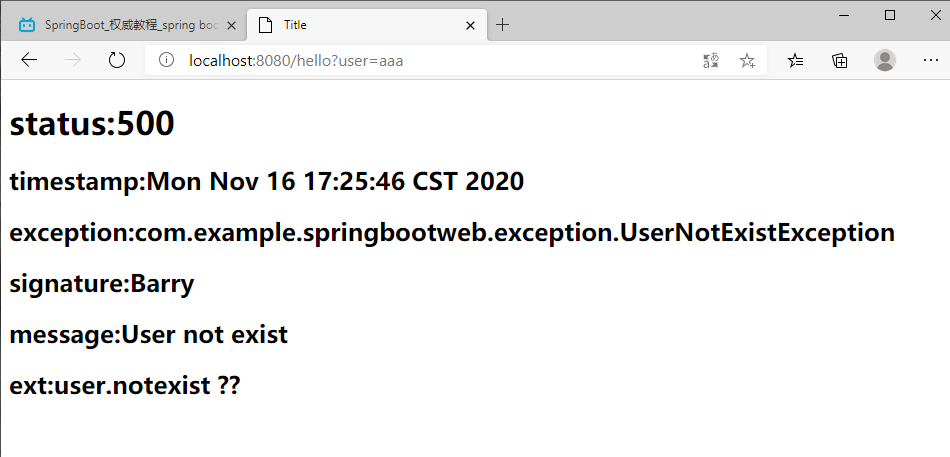 SpringBoot_权威教程_spring boo
Title
localhost:8080/hello?user=aaa
status:500
timestamp:Mon Nov 16 17:25:46 CST 2020
exception:com.example.springbootweb.exception.UserNotExistException
signature:Barry
message:User not exist
ext:user.notexist ??